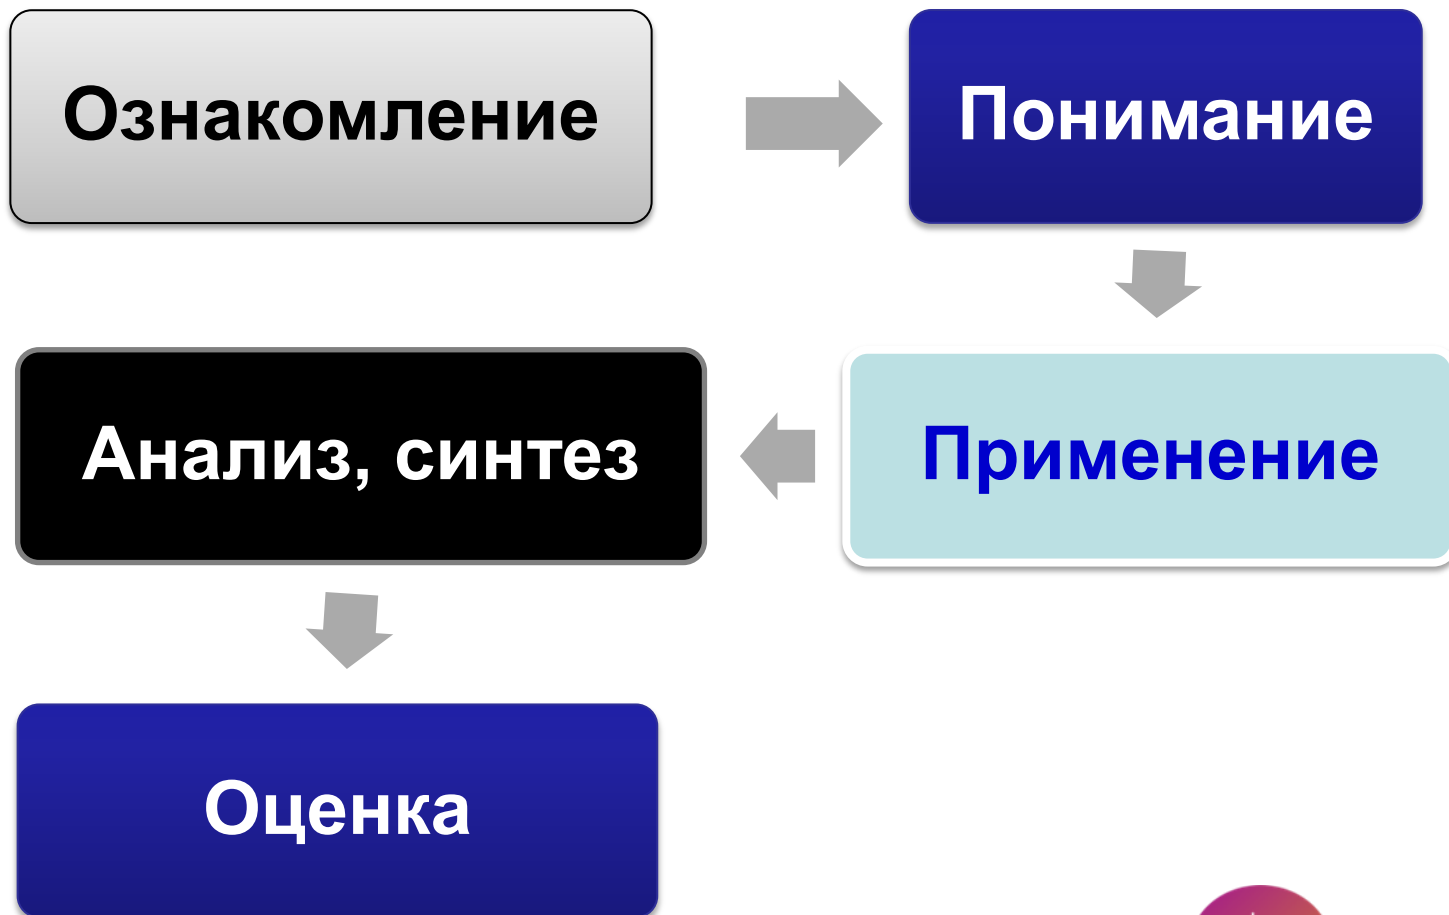 Ознакомление
Понимание
Применение
Анализ, синтез
Оценка